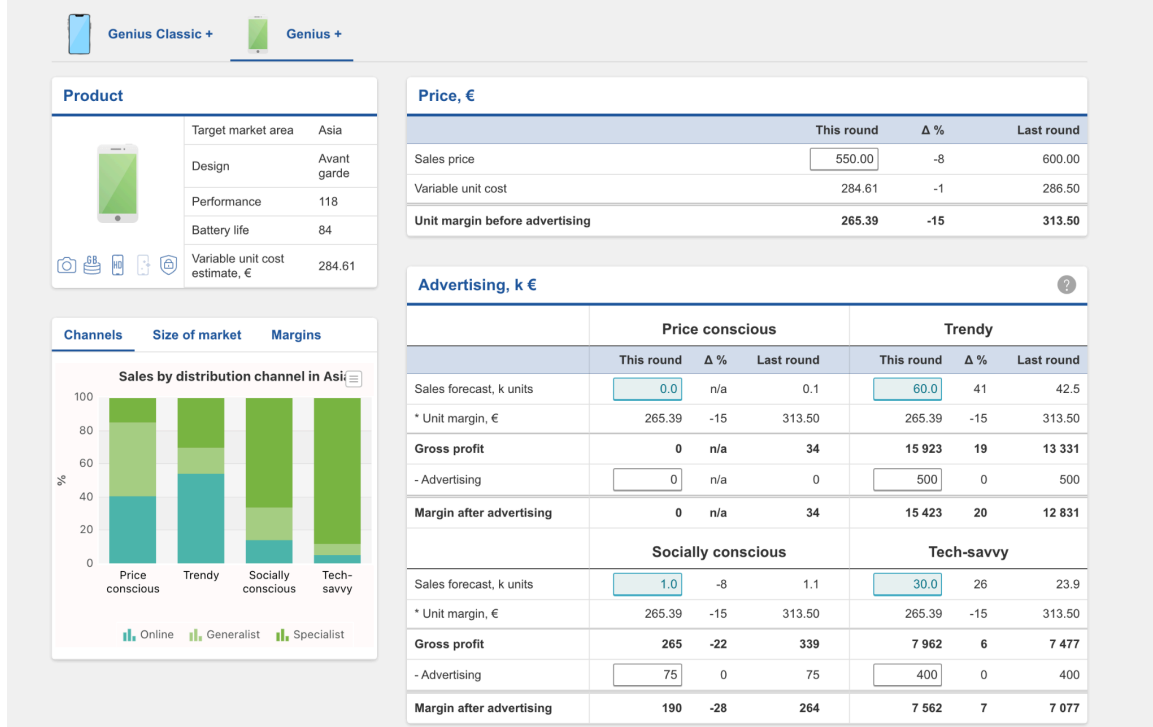 Genius Classic +
Genius +
Product
Target market area Asia
Design Avant garde
Performance 118
Battery life 84
GB
HD
Variable unit cost estimate, € 284.61
Channels Size of market Margins
Sales by distribution channel in Asi
100
80
60
40
20
0
%
Price conscious
Trendy
Socially conscious
Tech-savvy
Online Generalist Specialist
Price, €
This round Δ % Last round
Sales price 550.00 -8 600.00
Variable unit cost 284.61 -1 286.50
Unit margin before advertising 265.39 -15 313.50
Advertising, k € ?
Price conscious Trendy
This round Δ % Last round This round Δ % Last round
Sales forecast, k units 0.0 n/a 0.1 60.0 41 42.5
* Unit margin, € 265.39 -15 313.50 265.39 -15 313.50
Gross profit 0 n/a 34 15 923 19 13 331
- Advertising 0 n/a 0 500 0 500
Margin after advertising 0 n/a 34 15 423 20 12 831
Socially conscious Tech-savvy
Sales forecast, k units 1.0 -8 1.1 30.0 26 23.9
* Unit margin, € 265.39 -15 313.50 265.39 -15 313.50
Gross profit 265 -22 339 7 962 6 7 477
- Advertising 75 0 75 400 0 400
Margin after advertising 190 -28 264 7 562 7 7 077